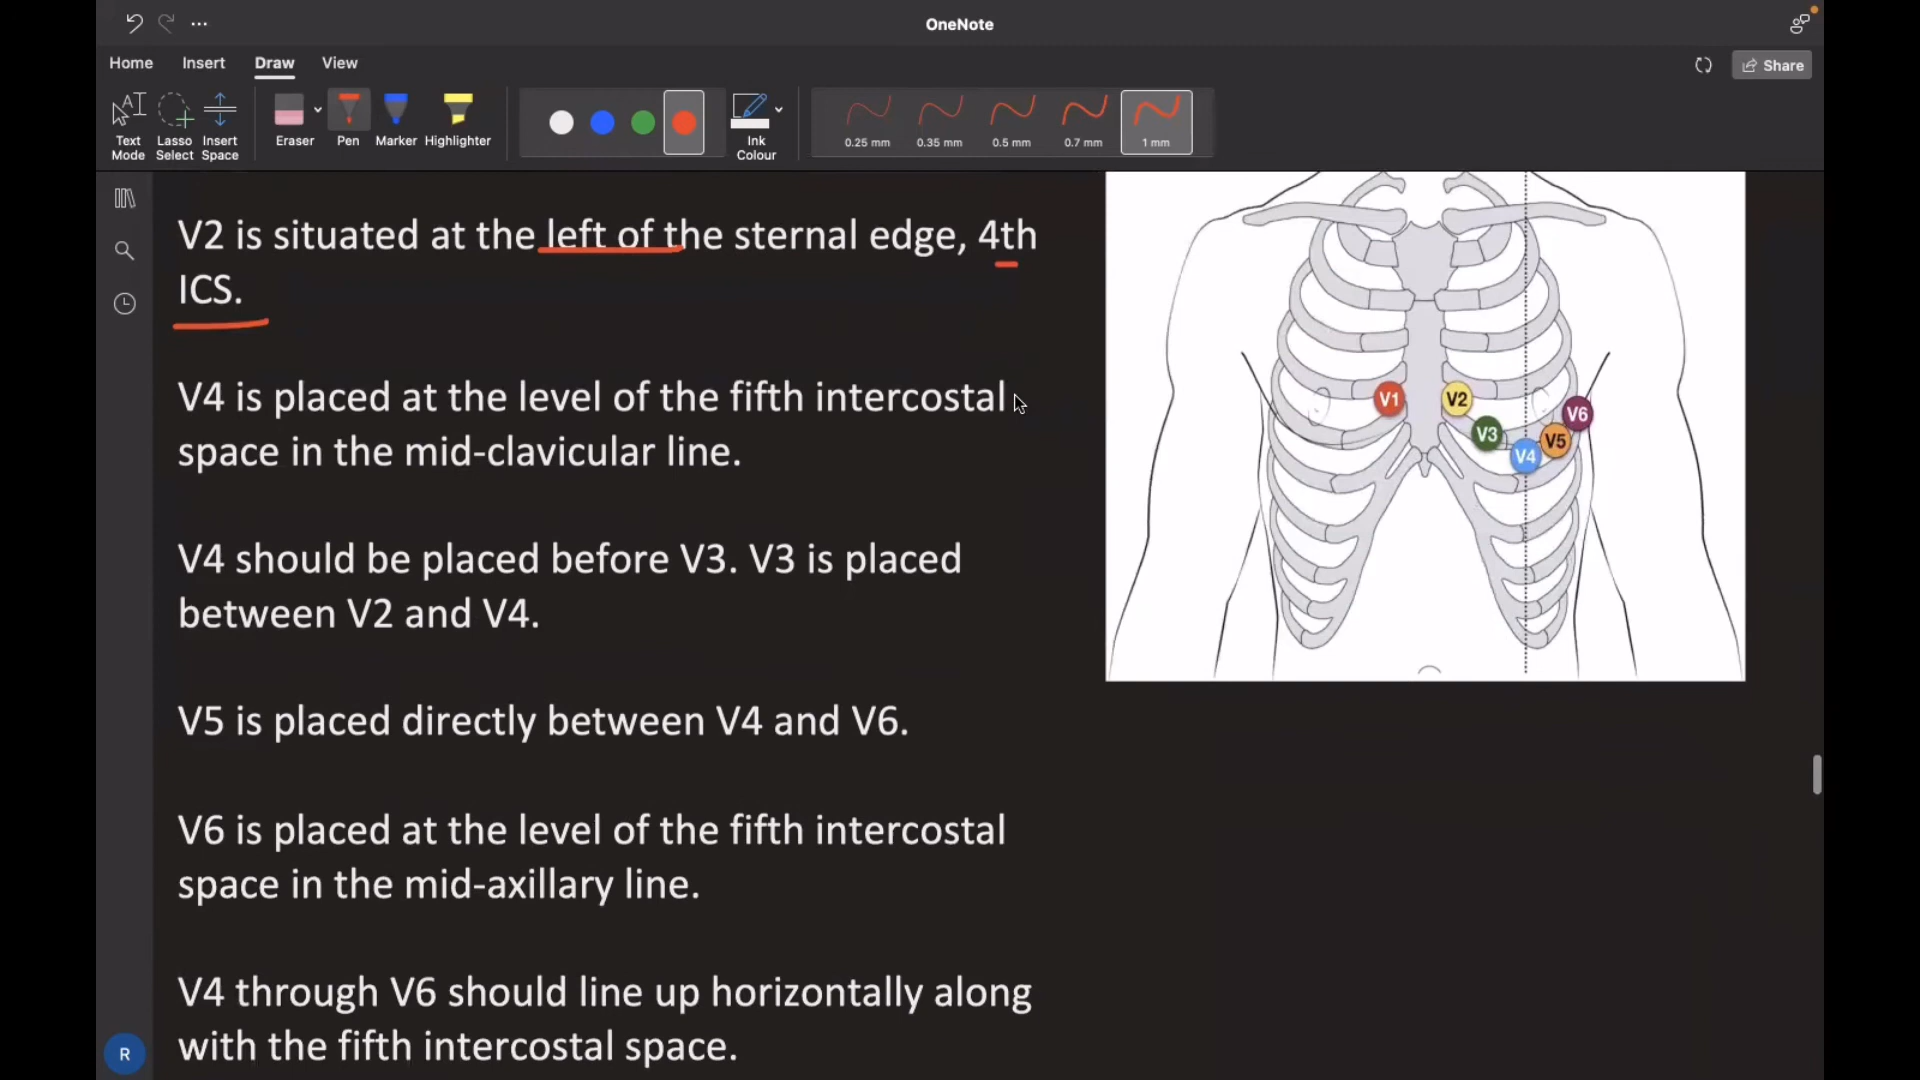 OneNote
Home Insert Draw View
Share
Text Mode
Lasso Select
Insert Space
Eraser
Pen
Marker
Highlighter
Ink Colour
0.25 mm
0.35 mm
0.5 mm
0.7 mm
1 mm
V2 is situated at the left of the sternal edge, 4th
ICS.
V4 is placed at the level of the fifth intercostal
space in the mid-clavicular line.
V4 should be placed before V3. V3 is placed
between V2 and V4.
V5 is placed directly between V4 and V6.
V6 is placed at the level of the fifth intercostal
space in the mid-axillary line.
V4 through V6 should line up horizontally along
with the fifth intercostal space.
V1
V2
V3
V4
V5
V6
R